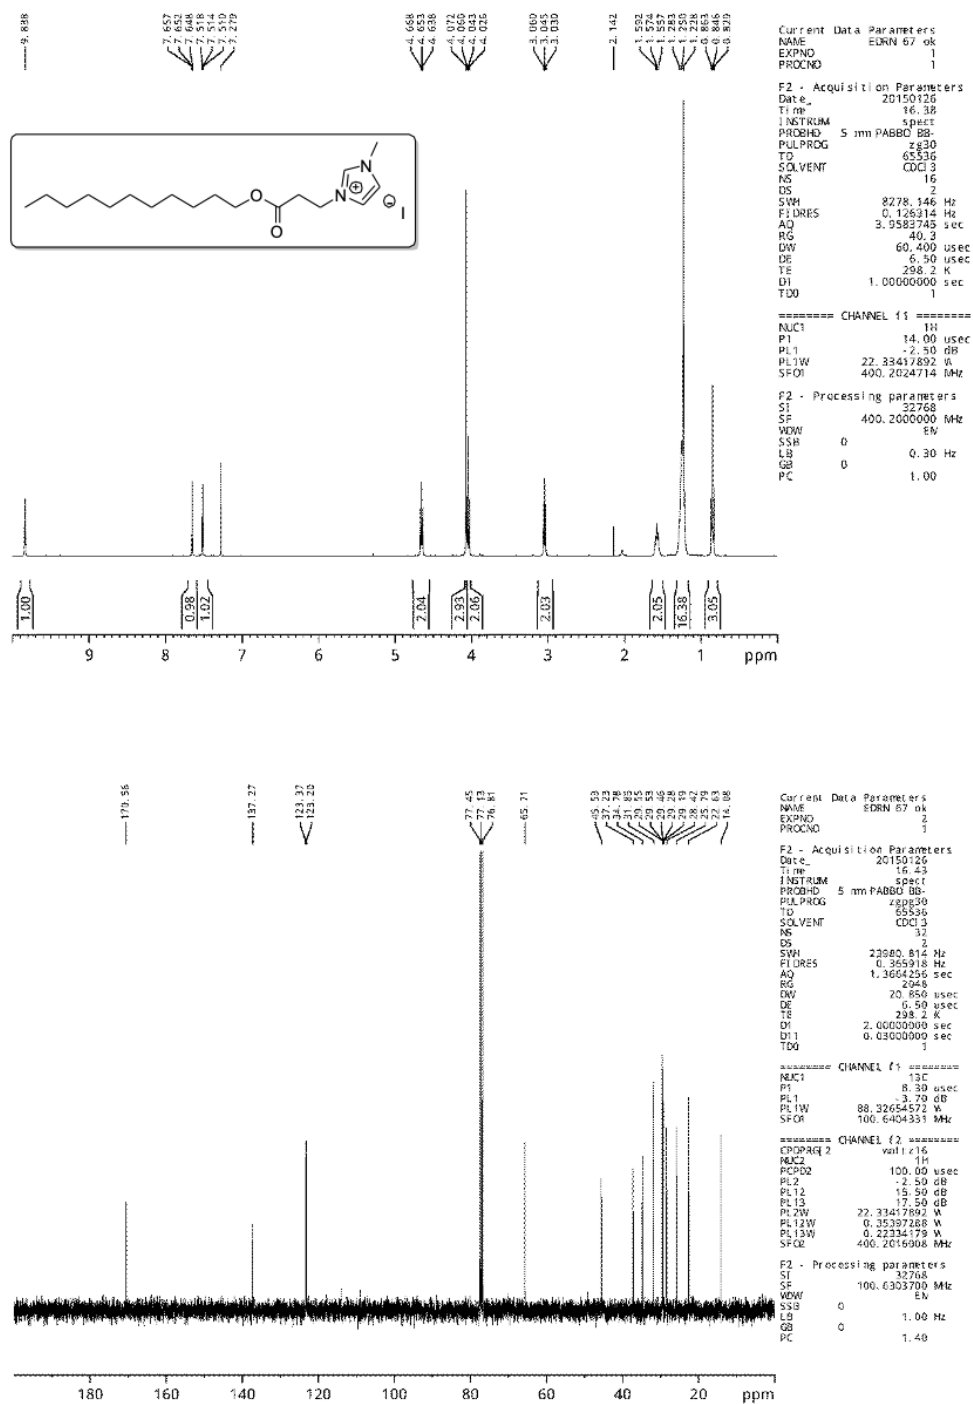 9.838
7.657
7.652
7.648
7.518
7.514
7.510
7.279
4.668
4.653
4.638
4.072
4.060
4.043
4.026
3.060
3.045
3.030
2.142
1.592
1.574
1.557
1.283
1.250
1.228
0.863
0.846
0.829
Current Data Parameters
NAME EDRN 67 ok
EXPNO 1
PROCNO 1
F2 - Acquisition Parameters
Date_ 20150126
Time 16.38
INSTRUM spect
PROBHD 5 mm PABBO BB-
PULPROG zg30
TD 65536
SOLVENT CDCl3
NS 16
DS 2
SWH 8278.146 Hz
FIDRES 0.126314 Hz
AQ 3.9583745 sec
RG 40.3
DW 60.400 usec
DE 6.50 usec
TE 298.2 K
D1 1.00000000 sec
TD0 1
======== CHANNEL f1 ========
NUC1 1H
P1 14.00 usec
PL1 -2.50 dB
PL1W 22.33417892 W
SFO1 400.2024714 MHz
F2 - Processing parameters
SI 32768
SF 400.2000000 MHz
WDW EM
SSB 0
LB 0.30 Hz
GB 0
PC 1.00
O
O
N
N
⊕
⊖
I
1.00
0.98
1.02
2.04
2.93
2.06
2.03
2.05
16.38
3.05
9 8 7 6 5 4 3 2 1 ppm
170.56
137.27
123.37
123.20
77.45
77.13
76.81
65.71
45.59
37.23
34.78
31.85
29.55
29.53
29.46
29.28
29.19
28.42
25.79
22.63
14.08
Current Data Parameters
NAME EDRN 67 ok
EXPNO 2
PROCNO 1
F2 - Acquisition Parameters
Date_ 20150126
Time 16.43
INSTRUM spect
PROBHD 5 mm PABBO BB-
PULPROG zgpg30
TD 65536
SOLVENT CDCl3
NS 32
DS 2
SWH 23980.814 Hz
FIDRES 0.365918 Hz
AQ 1.3664256 sec
RG 2048
DW 20.850 usec
DE 6.50 usec
TE 298.2 K
D1 2.00000000 sec
D11 0.03000000 sec
TD0 1
======== CHANNEL f1 ========
NUC1 13C
P1 8.30 usec
PL1 -3.70 dB
PL1W 88.32654572 W
SFO1 100.6404331 MHz
======== CHANNEL f2 ========
CPDPRG[2 waltz16
NUC2 1H
PCPD2 100.00 usec
PL2 -2.50 dB
PL12 15.50 dB
PL13 17.50 dB
PL2W 22.33417892 W
PL12W 0.35397288 W
PL13W 0.22334179 W
SFO2 400.2016008 MHz
F2 - Processing parameters
SI 32768
SF 100.6303700 MHz
WDW EM
SSB 0
LB 1.00 Hz
GB 0
PC 1.40
180 160 140 120 100 80 60 40 20 ppm